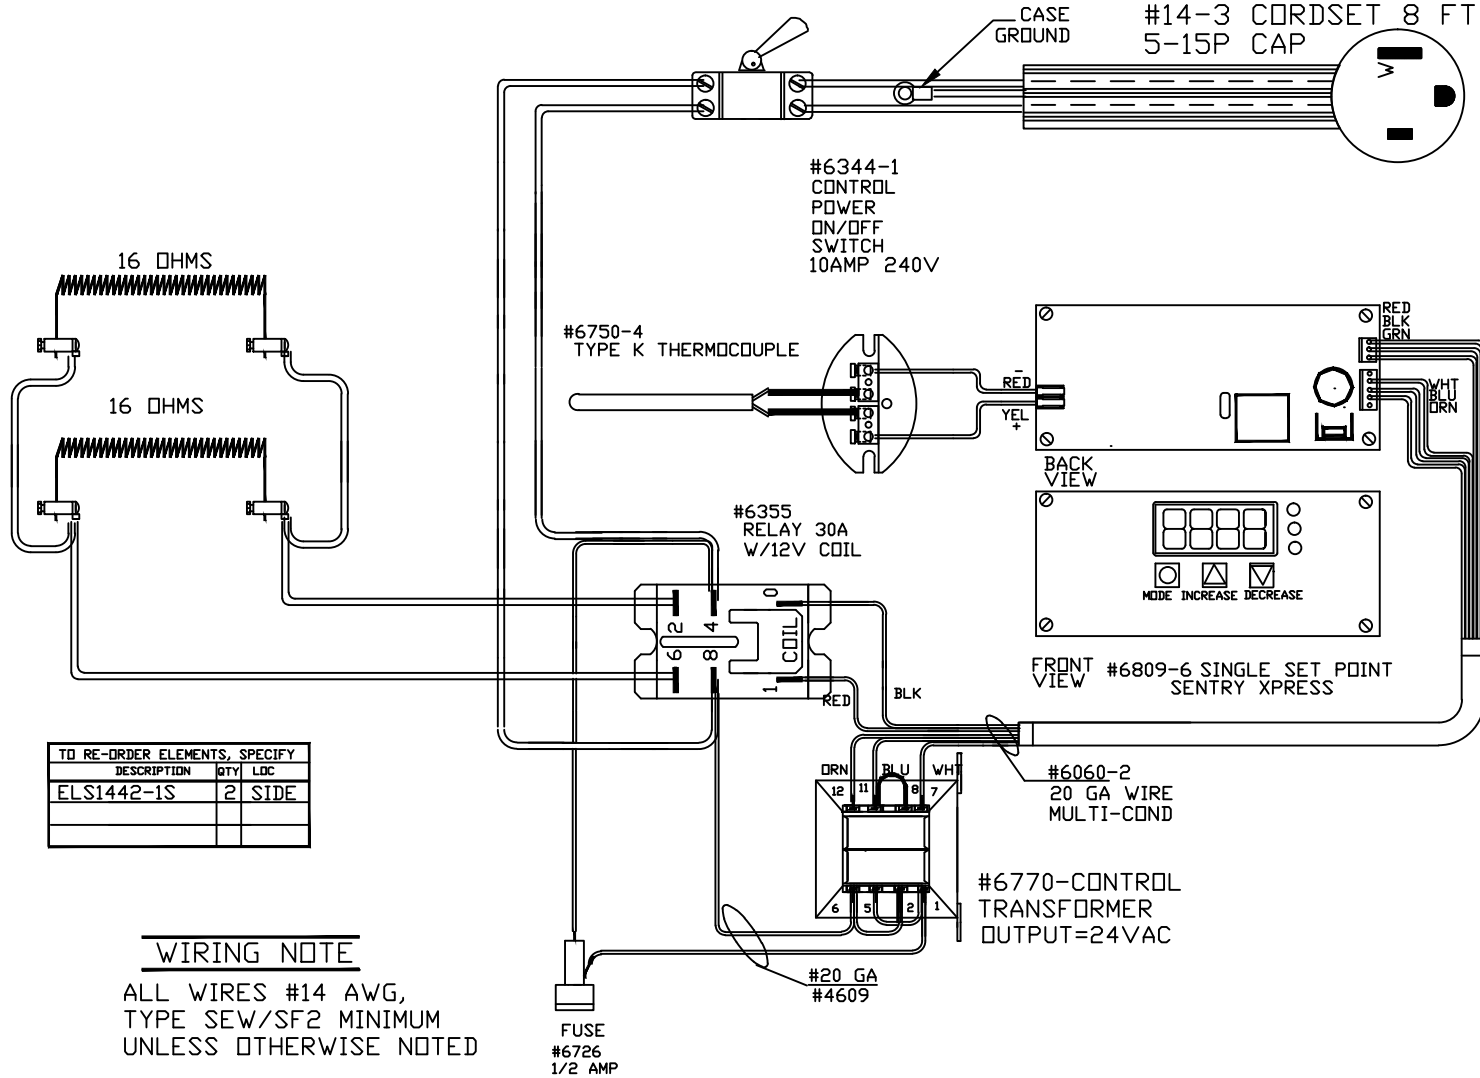 CASE
GROUND
#14-3 CORDSET 8 FT
5-15P CAP
W
#6344-1
CONTROL
POWER
ON/OFF
SWITCH
10AMP 240V
16 OHMS
16 OHMS
#6750-4
TYPE K THERMOCOUPLE
-
RED
YEL
+
RED
BLK
GRN
WHT
BLU
ORN
BACK
VIEW
#6355
RELAY 30A
W/12V COIL
MODE INCREASE DECREASE
FRONT
VIEW
#6809-6 SINGLE SET POINT
SENTRY XPRESS
2 4 0
COIL
6 8 1
RED
BLK
TO RE-ORDER ELEMENTS, SPECIFY
DESCRIPTION QTY LOC
ELS1442-1S 2 SIDE
ORN BLU WHT
12 11 8 7
6 5 2 1
#6060-2
20 GA WIRE
MULTI-COND
#6770-CONTROL
TRANSFORMER
OUTPUT=24VAC
#20 GA
#4609
WIRING NOTE
ALL WIRES #14 AWG,
TYPE SEW/SF2 MINIMUM
UNLESS OTHERWISE NOTED
FUSE
#6726
1/2 AMP